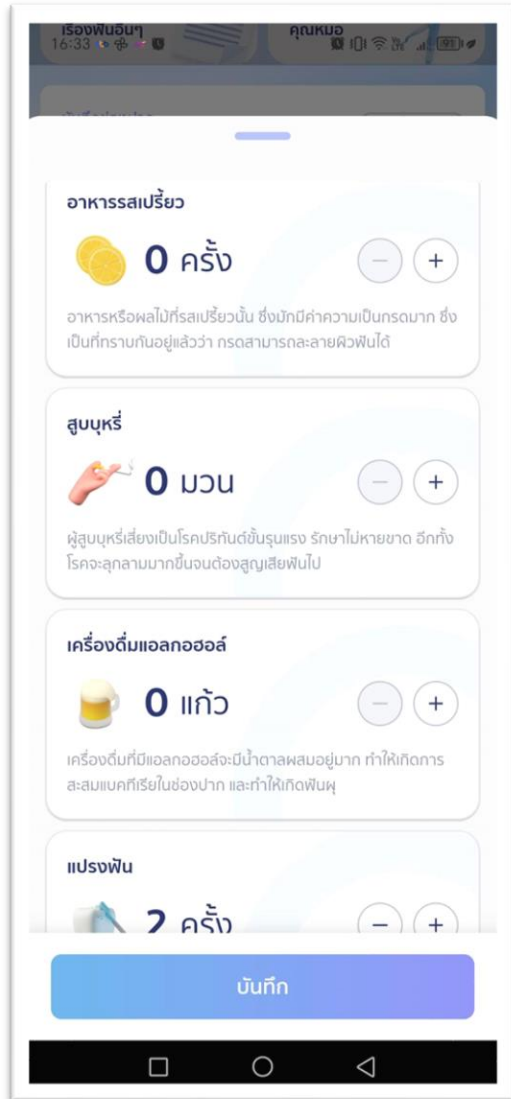 เรื่องฟันอื่นๆ
คุณหมอ
16:33
91
อาหารรสเปรี้ยว
0 ครั้ง
อาหารหรือผลไม้ที่รสเปรี้ยวนั้น ซึ่งมักมีค่าความเป็นกรดมาก ซึ่ง
เป็นที่ทราบกันอยู่แล้วว่า กรดสามารถละลายผิวฟันได้
สูบบุหรี่
0 มวน
ผู้สูบบุหรี่เสี่ยงเป็นโรคปริทันต์ขั้นรุนแรง รักษาไม่หายขาด อีกทั้ง
โรคจะลุกลามมากขึ้นจนต้องสูญเสียฟันไป
เครื่องดื่มแอลกอฮอล์
0 แก้ว
เครื่องดื่มที่มีแอลกอฮอล์จะมีน้ำตาลผสมอยู่มาก ทำให้เกิดการ
สะสมแบคทีเรียในช่องปาก และทำให้เกิดฟันผุ
แปรงฟัน
2 ครั้ง
บันทึก